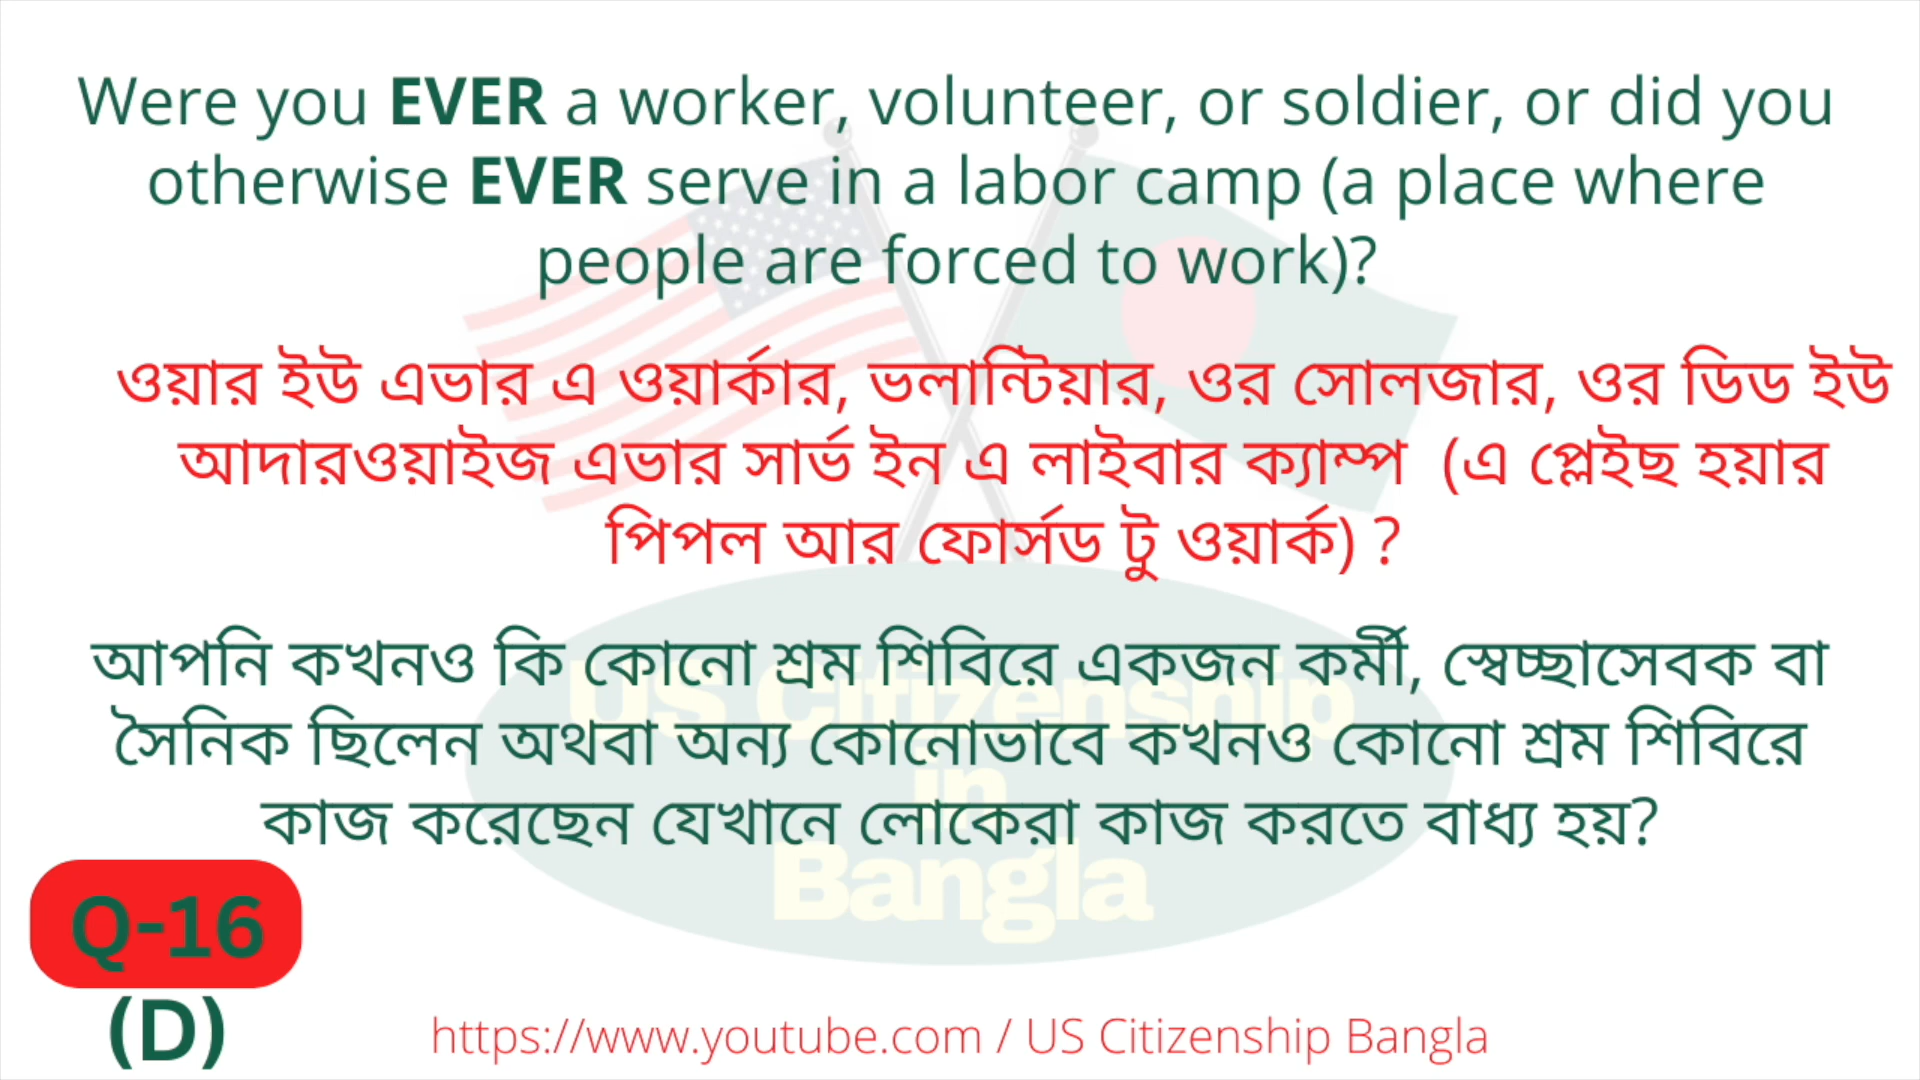 Were you EVER a worker, volunteer, or soldier, or did you
otherwise EVER serve in a labor camp (a place where
people are forced to work)?
ওয়ার ইউ এভার এ ওয়ার্কার, ভলান্টিয়ার, ওর সোলজার, ওর ডিড ইউ
আদারওয়াইজ এভার সার্ভ ইন এ লাইবার ক্যাম্প (এ প্লেইছ হয়ার
পিপল আর ফোর্সড টু ওয়ার্ক) ?
আপনি কখনও কি কোনো শ্রম শিবিরে একজন কর্মী, স্বেচ্ছাসেবক বা
সৈনিক ছিলেন অথবা অন্য কোনোভাবে কখনও কোনো শ্রম শিবিরে
কাজ করেছেন যেখানে লোকেরা কাজ করতে বাধ্য হয়?
US Citizenship
in
Bangla
Q-16
(D)
https://www.youtube.com / US Citizenship Bangla